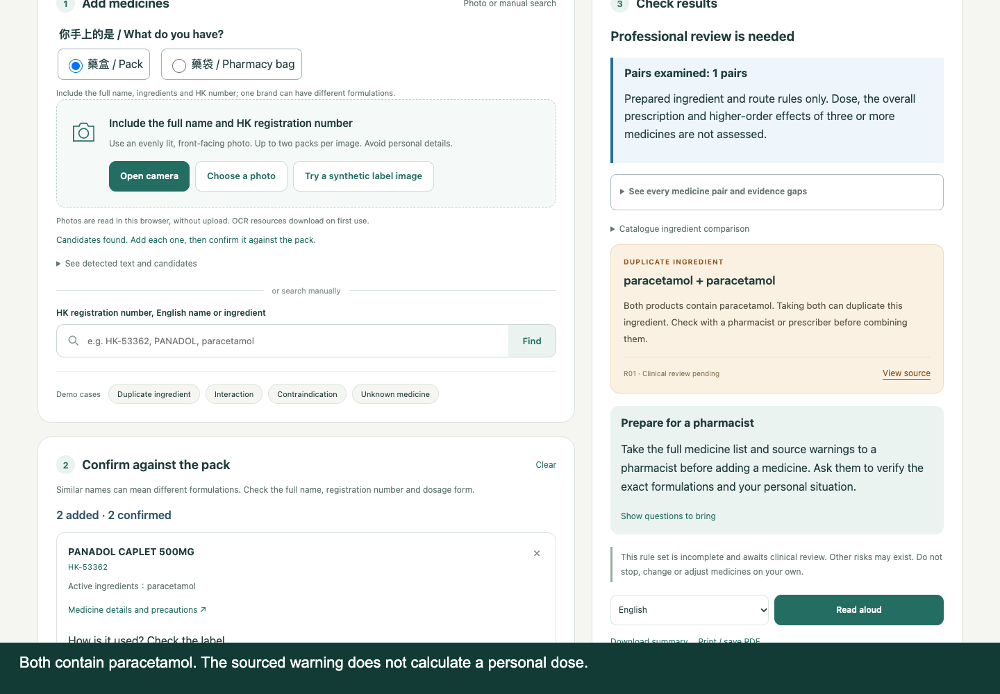 1 Add medicines
Photo or manual search
你手上的是 / What do you have?
藥盒 / Pack
藥袋 / Pharmacy bag
Include the full name, ingredients and HK number; one brand can have different formulations.
Include the full name and HK registration number
Use an evenly lit, front-facing photo. Up to two packs per image. Avoid personal details.
Open camera
Choose a photo
Try a synthetic label image
Photos are read in this browser, without upload. OCR resources download on first use.
Candidates found. Add each one, then confirm it against the pack.
See detected text and candidates
or search manually
HK registration number, English name or ingredient
e.g. HK-53362, PANADOL, paracetamol
Find
Demo cases
Duplicate ingredient
Interaction
Contraindication
Unknown medicine
2 Confirm against the pack
Clear
Similar names can mean different formulations. Check the full name, registration number and dosage form.
2 added · 2 confirmed
PANADOL CAPLET 500MG
×
HK-53362
Active ingredients：paracetamol
Medicine details and precautions ↗
How is it used? Check the label
3 Check results
Professional review is needed
Pairs examined: 1 pairs
Prepared ingredient and route rules only. Dose, the overall
prescription and higher-order effects of three or more
medicines are not assessed.
See every medicine pair and evidence gaps
Catalogue ingredient comparison
DUPLICATE INGREDIENT
paracetamol + paracetamol
Both products contain paracetamol. Taking both can duplicate this
ingredient. Check with a pharmacist or prescriber before combining
them.
R01 · Clinical review pending
View source
Prepare for a pharmacist
Take the full medicine list and source warnings to a
pharmacist before adding a medicine. Ask them to verify the
exact formulations and your personal situation.
Show questions to bring
This rule set is incomplete and awaits clinical review. Other risks may exist. Do not
stop, change or adjust medicines on your own.
English
Read aloud
Download summary
Print / save PDF
Both contain paracetamol. The sourced warning does not calculate a personal dose.